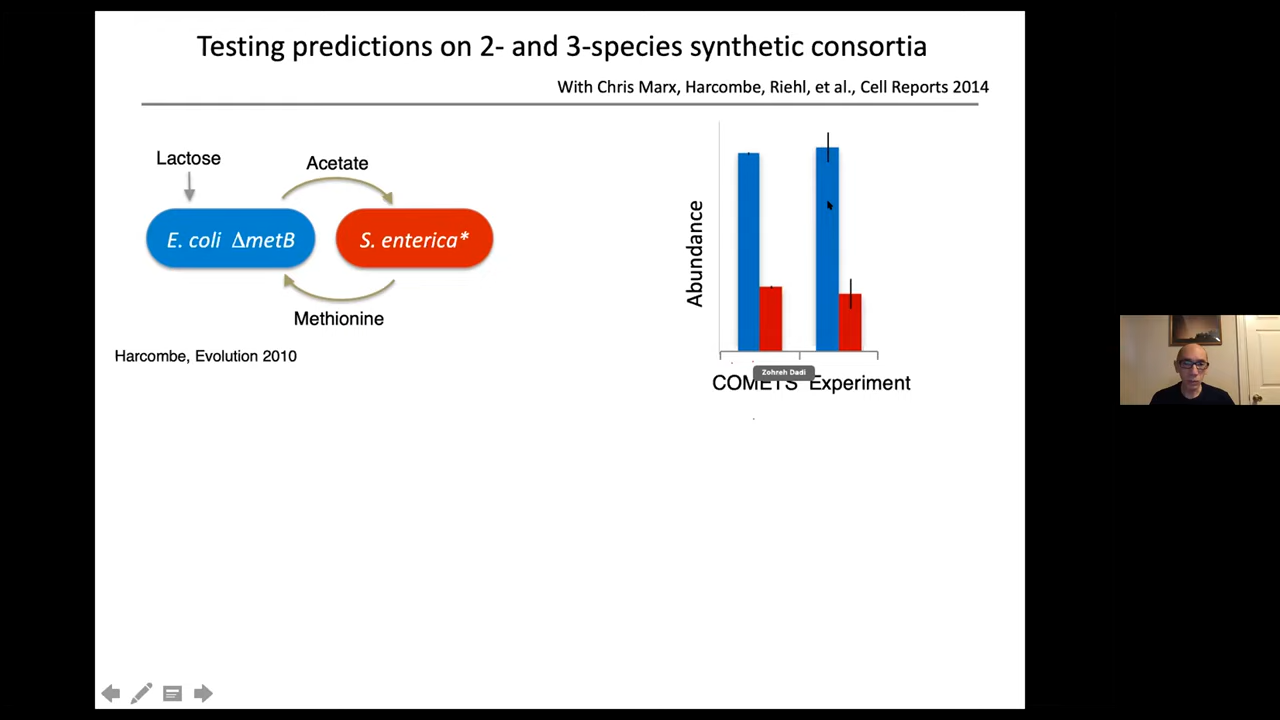 Testing predictions on 2- and 3-species synthetic consortia
With Chris Marx, Harcombe, Riehl, et al., Cell Reports 2014
Lactose
Acetate
E. coli ΔmetB
S. enterica*
Methionine
Harcombe, Evolution 2010
Abundance
Zohreh Dadi
COMETS Experiment